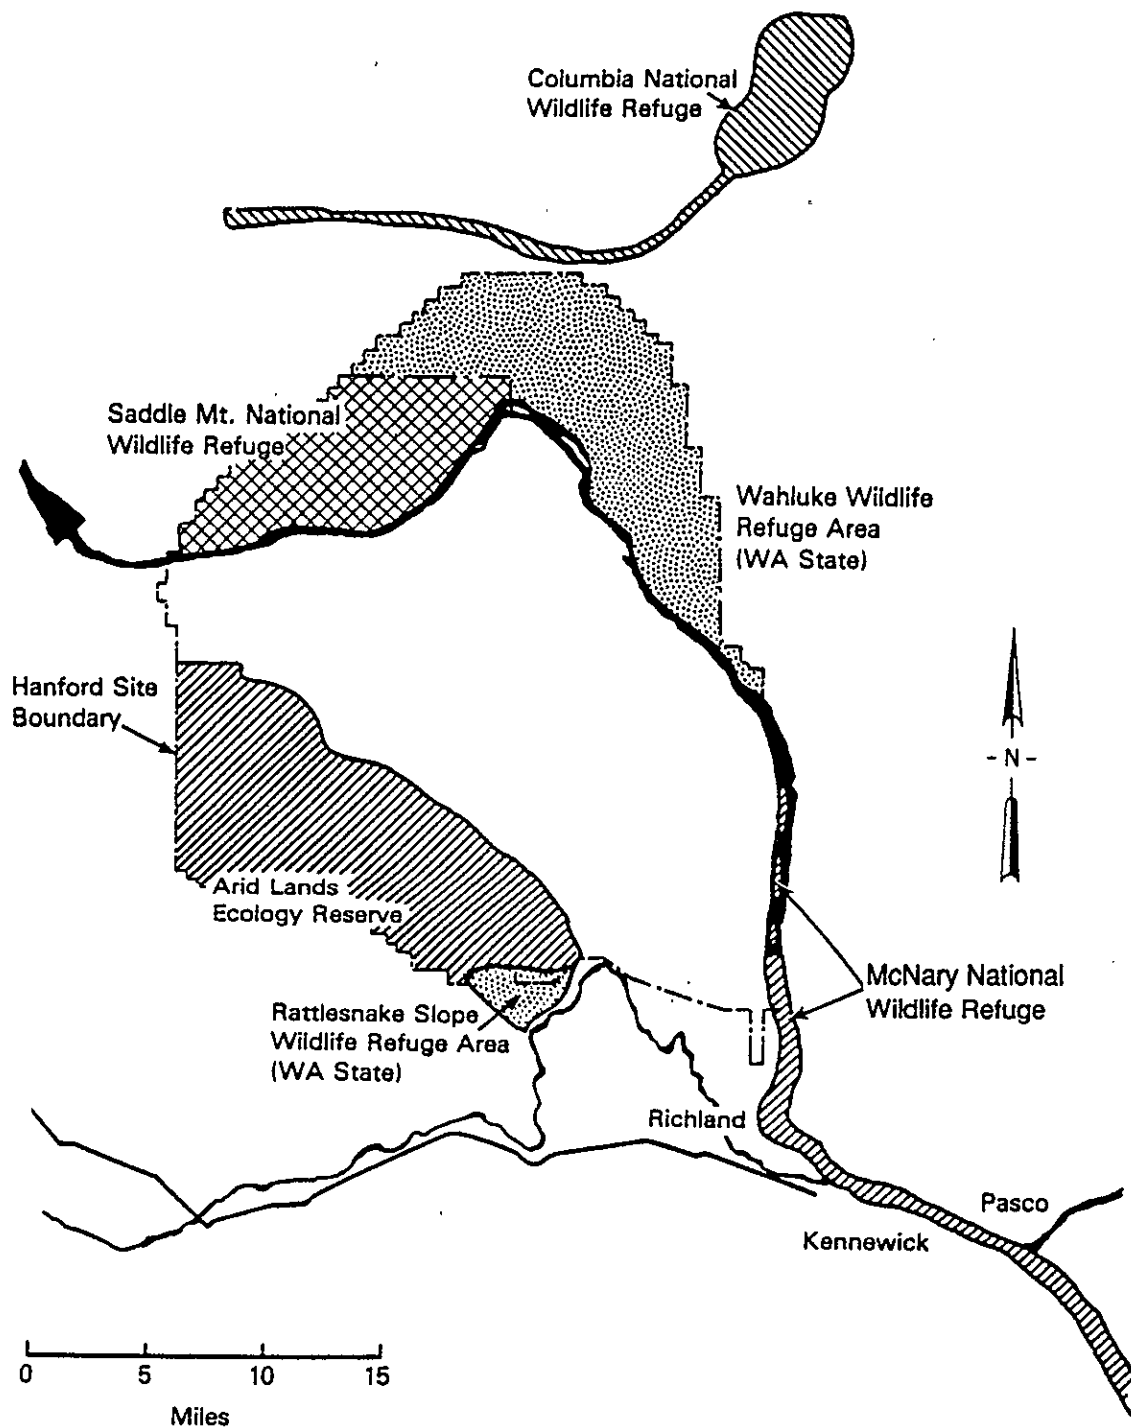 Columbia National
Wildlife Refuge
Saddle Mt. National
Wildlife Refuge
Wahluke Wildlife
Refuge Area
(WA State)
Hanford Site
Boundary
- N -
Arid Lands
Ecology Reserve
McNary National
Wildlife Refuge
Rattlesnake Slope
Wildlife Refuge Area
(WA State)
Richland
Pasco
Kennewick
0 5 10 15
Miles